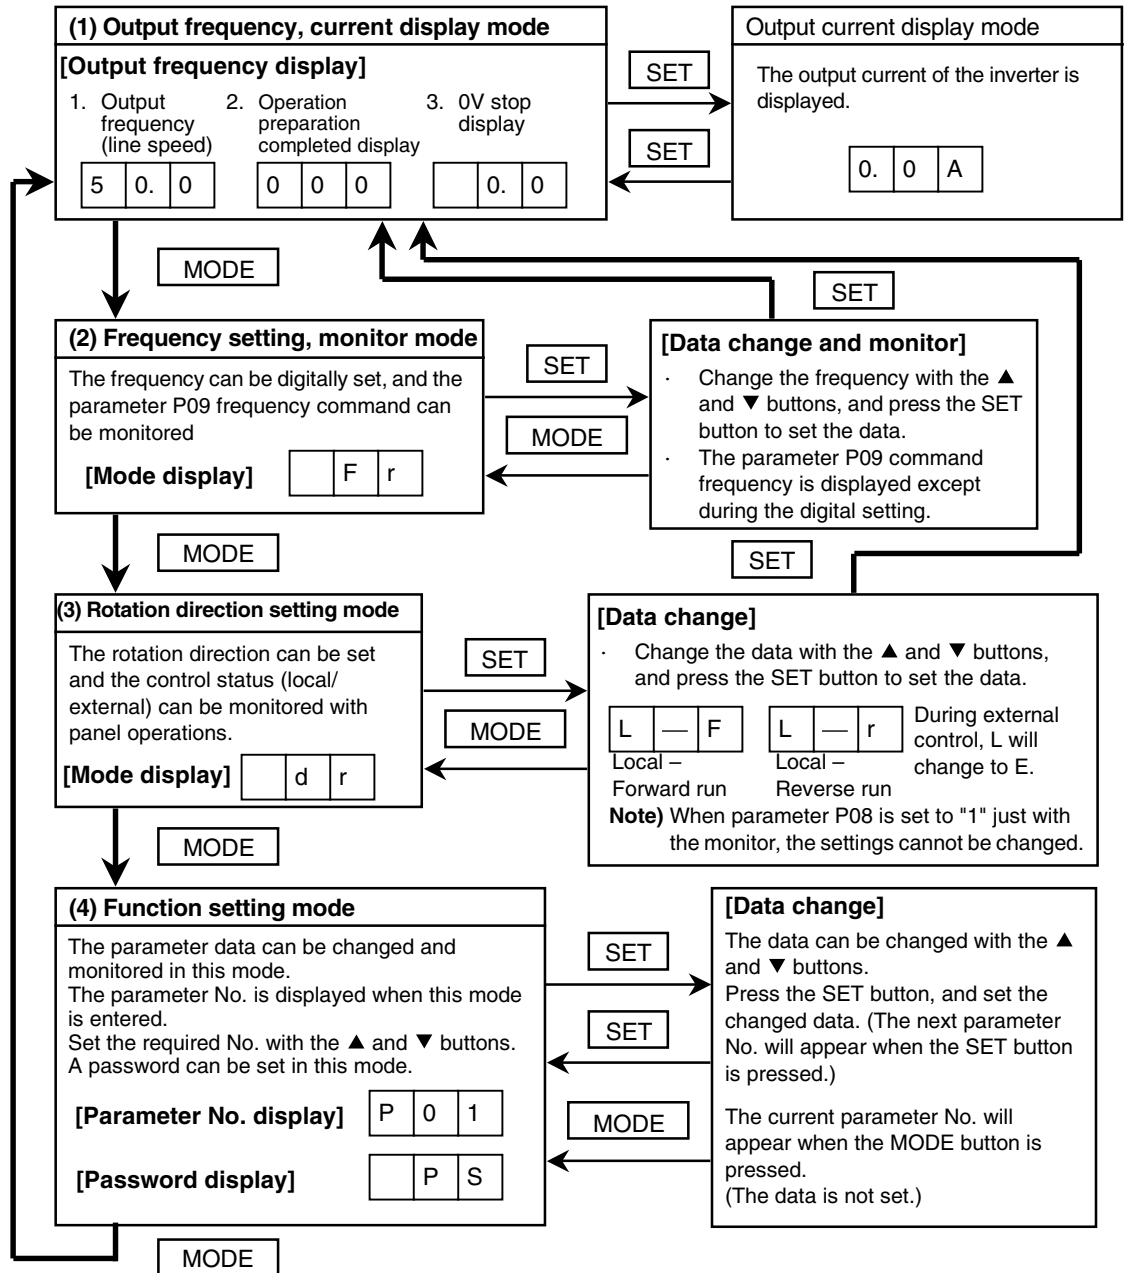 (1) Output frequency, current display mode
[Output frequency display]
1. Output frequency (line speed)
5 0. 0
2. Operation preparation completed display
0 0 0
3. 0V stop display
0. 0
SET
SET
Output current display mode
The output current of the inverter is
displayed.
0. 0 A
MODE
SET
(2) Frequency setting, monitor mode
The frequency can be digitally set, and the
parameter P09 frequency command can
be monitored
[Mode display]
F r
SET
MODE
[Data change and monitor]
· Change the frequency with the ▲
and ▼ buttons, and press the SET
button to set the data.
· The parameter P09 command
frequency is displayed except
during the digital setting.
MODE
SET
(3) Rotation direction setting mode
The rotation direction can be set
and the control status (local/
external) can be monitored with
panel operations.
[Mode display]
d r
SET
MODE
[Data change]
· Change the data with the ▲ and ▼ buttons,
and press the SET button to set the data.
L — F
Local –
Forward run
L — r
Local –
Reverse run
During external
control, L will
change to E.
Note) When parameter P08 is set to "1" just with
the monitor, the settings cannot be changed.
MODE
(4) Function setting mode
The parameter data can be changed and
monitored in this mode.
The parameter No. is displayed when this mode
is entered.
Set the required No. with the ▲ and ▼ buttons.
A password can be set in this mode.
[Parameter No. display]
P 0 1
[Password display]
P S
SET
SET
MODE
[Data change]
The data can be changed with the ▲
and ▼ buttons.
Press the SET button, and set the
changed data. (The next parameter
No. will appear when the SET button
is pressed.)
The current parameter No. will
appear when the MODE button is
pressed.
(The data is not set.)
MODE